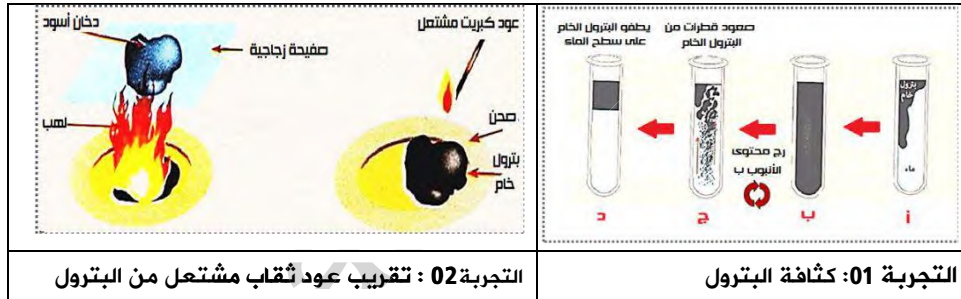 يطفو البترول الخام
على سطح الماء
صعود قطرات من
البترول الخام
بترول
خام
ماء
رج محتوى
الأنبوب ب
أ
ب
ج
د
التجربة 01: كثافة البترول
عود كبريت مشتعل
صحن
بترول
خام
دخان أسود
صفيحة زجاجية
لهب
التجربة02 : تقريب عود ثقاب مشتعل من البترول